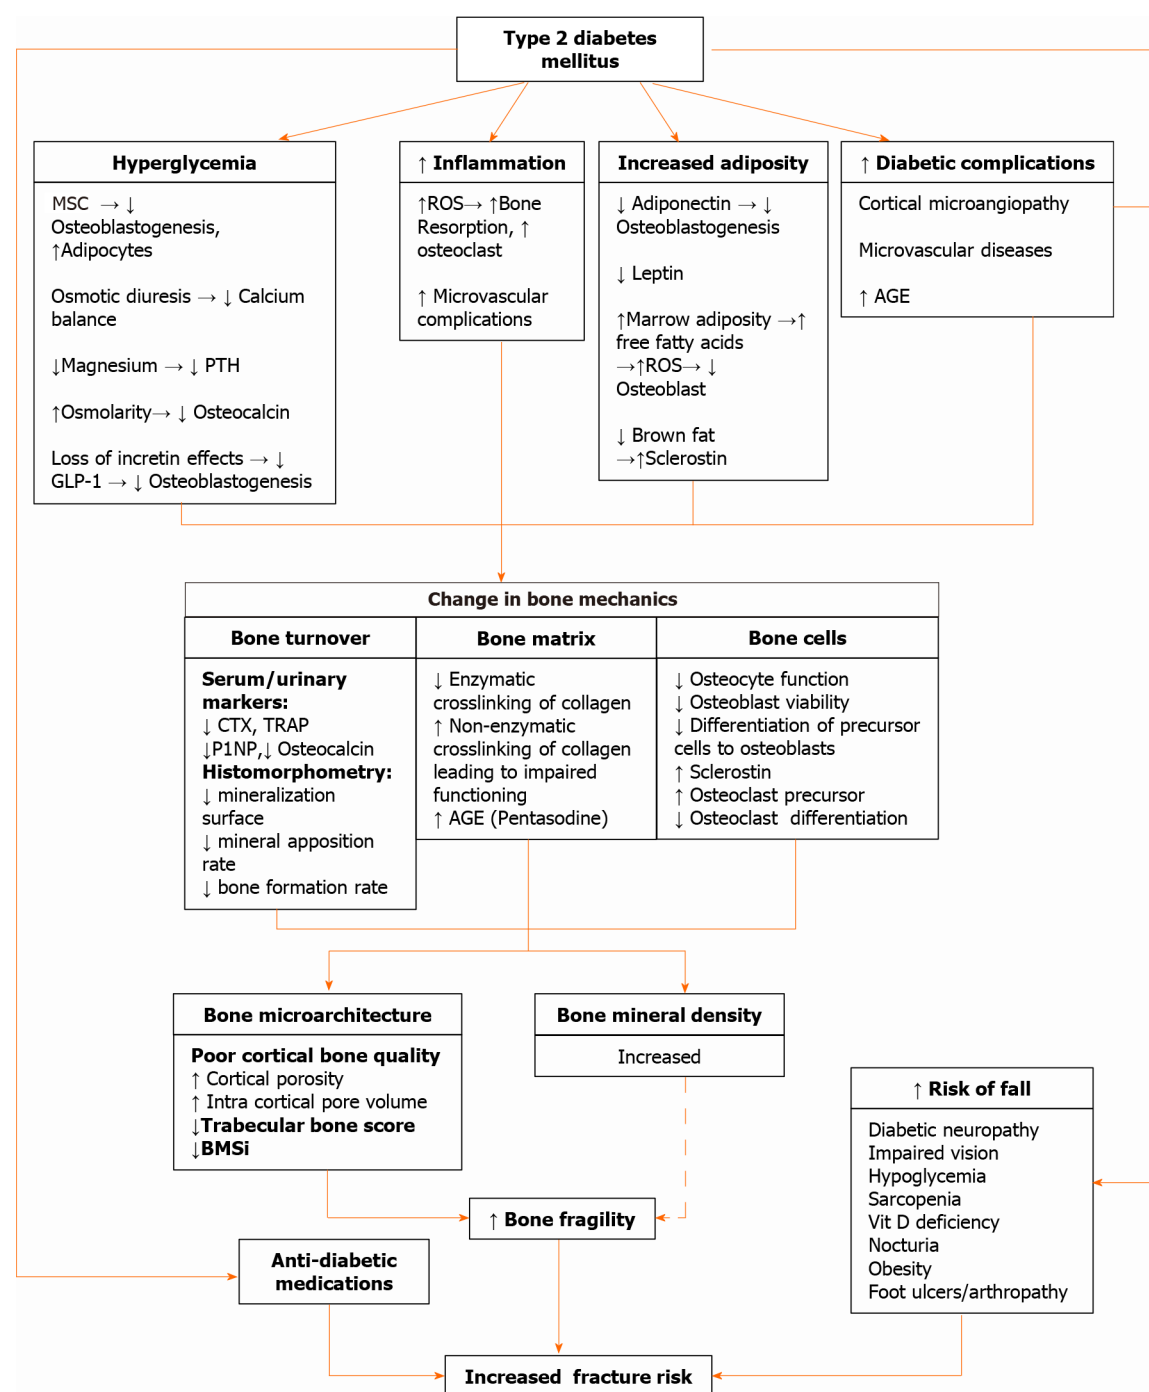 Type 2 diabetes
mellitus
Hyperglycemia
MSC → ↓
Osteoblastogenesis,
↑Adipocytes
Osmotic diuresis → ↓ Calcium
balance
↓Magnesium → ↓ PTH
↑Osmolarity→ ↓ Osteocalcin
Loss of incretin effects → ↓
GLP-1 → ↓ Osteoblastogenesis
↑ Inflammation
↑ROS→ ↑Bone
Resorption, ↑
osteoclast
↑ Microvascular
complications
Increased adiposity
↓ Adiponectin → ↓
Osteoblastogenesis
↓ Leptin
↑Marrow adiposity →↑
free fatty acids
→↑ROS→ ↓
Osteoblast
↓ Brown fat
→↑Sclerostin
↑ Diabetic complications
Cortical microangiopathy
Microvascular diseases
↑ AGE
Change in bone mechanics
Bone turnover
Serum/urinary
markers:
↓ CTX, TRAP
↓P1NP,↓ Osteocalcin
Histomorphometry:
↓ mineralization
surface
↓ mineral apposition
rate
↓ bone formation rate
Bone matrix
↓ Enzymatic
crosslinking of collagen
↑ Non-enzymatic
crosslinking of collagen
leading to impaired
functioning
↑ AGE (Pentasodine)
Bone cells
↓ Osteocyte function
↓ Osteoblast viability
↓ Differentiation of precursor
cells to osteoblasts
↑ Sclerostin
↑ Osteoclast precursor
↓ Osteoclast differentiation
Bone microarchitecture
Poor cortical bone quality
↑ Cortical porosity
↑ Intra cortical pore volume
↓Trabecular bone score
↓BMSi
Bone mineral density
Increased
↑ Risk of fall
Diabetic neuropathy
Impaired vision
Hypoglycemia
Sarcopenia
Vit D deficiency
Nocturia
Obesity
Foot ulcers/arthropathy
↑ Bone fragility
Anti-diabetic
medications
Increased fracture risk